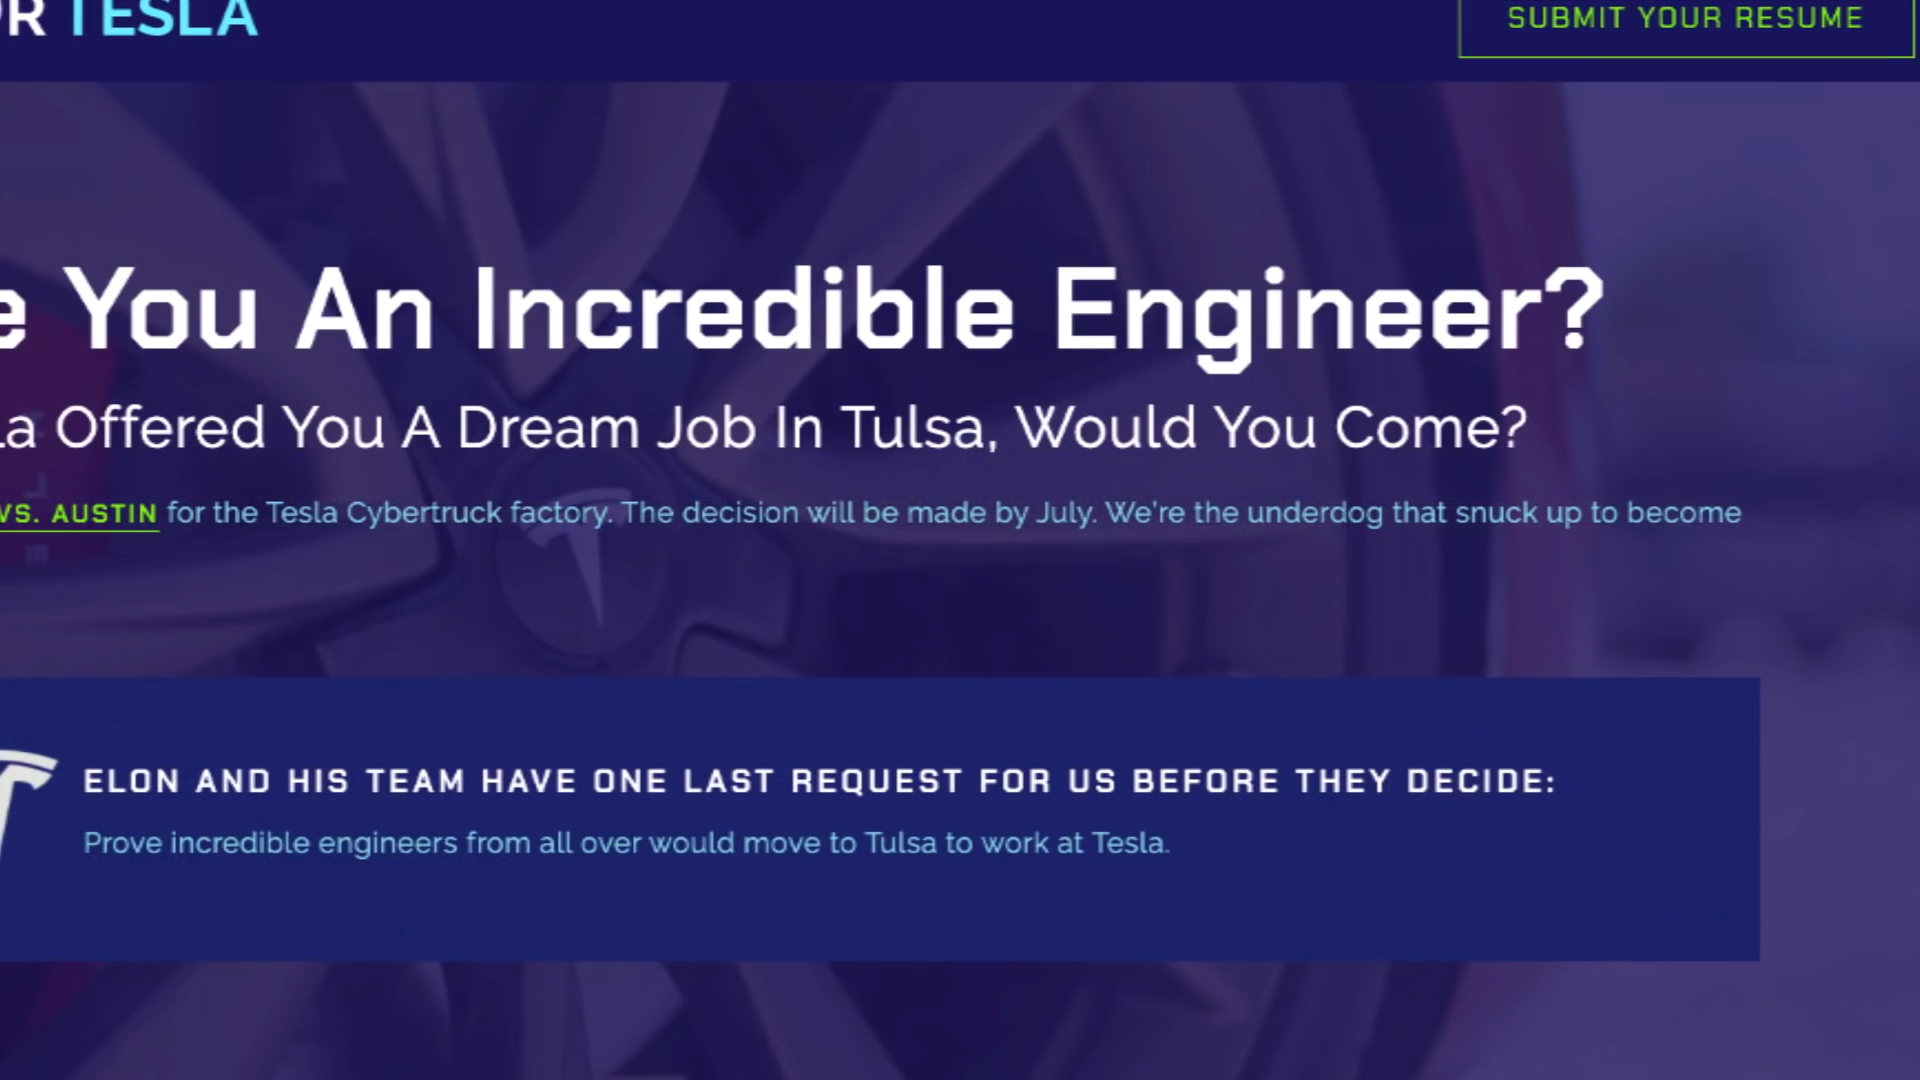 OR TESLA
SUBMIT YOUR RESUME
e You An Incredible Engineer?
la Offered You A Dream Job In Tulsa, Would You Come?
VS. AUSTIN for the Tesla Cybertruck factory. The decision will be made by July. We're the underdog that snuck up to become
ELON AND HIS TEAM HAVE ONE LAST REQUEST FOR US BEFORE THEY DECIDE:
Prove incredible engineers from all over would move to Tulsa to work at Tesla.